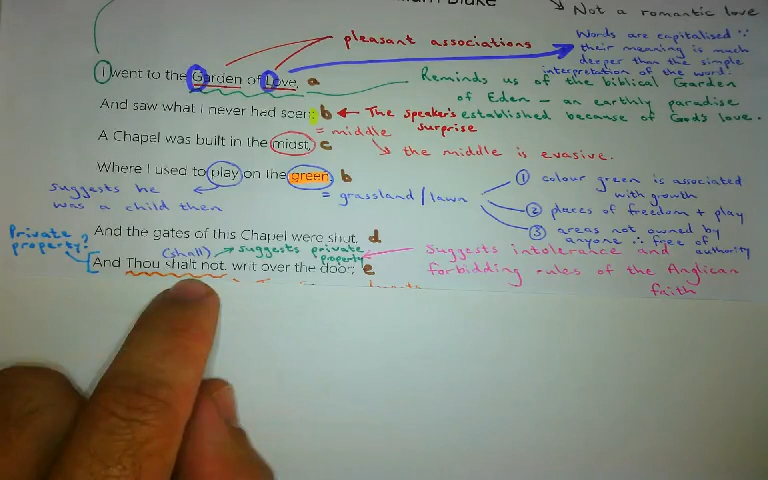 Not a romantic love
pleasant associations
Words are capitalised ∵
their meaning is much
deeper than the simple
interpretation of the word.
I went to the Garden of Love, a
Reminds us of the biblical Garden
of Eden – an earthly paradise
established because of God's love.
And saw what I never had seen: b
The speaker's
surprise
= middle
A Chapel was built in the midst, c
the middle is evasive.
Where I used to play on the green. b
suggests he
was a child then
= grassland / lawn
① colour green is associated
with growth
② places of freedom + play
③ areas not owned by
anyone ∴ free of
authority
And the gates of this Chapel were shut, d
Private
property?
(shall) suggests private
property
And Thou shalt not. writ over the door; e
Suggests intolerance and
forbidding rules of the Anglican
faith